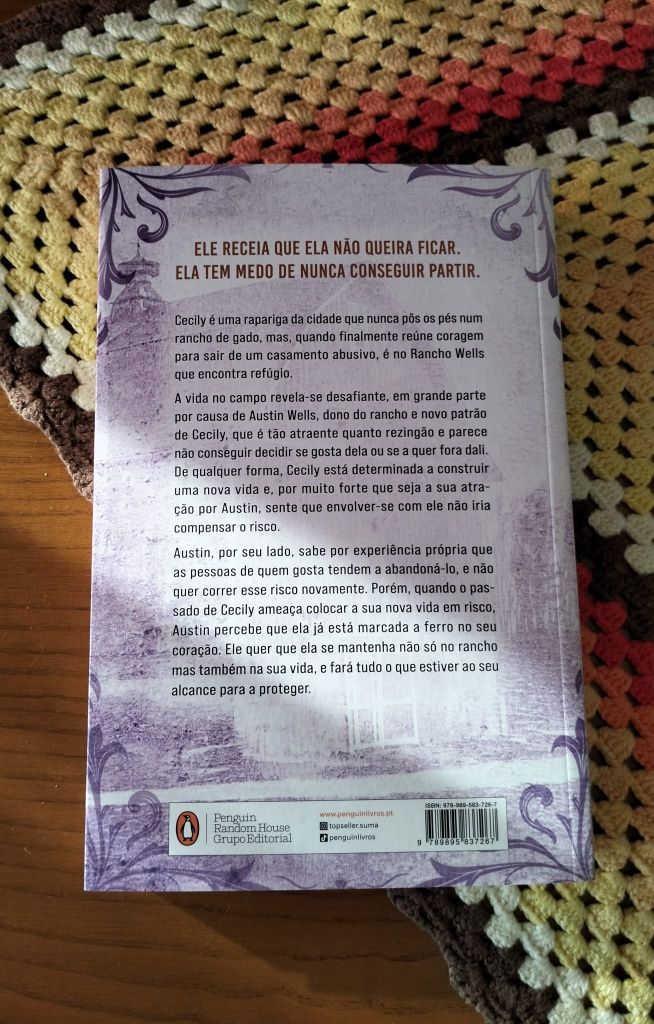 ELE RECEIA QUE ELA NÃO QUEIRA FICAR.
ELA TEM MEDO DE NUNCA CONSEGUIR PARTIR.
Cecily é uma rapariga da cidade que nunca pôs os pés num
rancho de gado, mas, quando finalmente reúne coragem
para sair de um casamento abusivo, é no Rancho Wells
que encontra refúgio.
A vida no campo revela-se desafiante, em grande parte
por causa de Austin Wells, dono do rancho e novo patrão
de Cecily, que é tão atraente quanto rezingão e parece
não conseguir decidir se gosta dela ou se a quer fora dali.
De qualquer forma, Cecily está determinada a construir
uma nova vida e, por muito forte que seja a sua atra-
ção por Austin, sente que envolver-se com ele não iria
compensar o risco.
Austin, por seu lado, sabe por experiência própria que
as pessoas de quem gosta tendem a abandoná-lo, e não
quer correr esse risco novamente. Porém, quando o pas-
sado de Cecily ameaça colocar a sua nova vida em risco,
Austin percebe que ela já está marcada a ferro no seu
coração. Ele quer que ela se mantenha não só no rancho
mas também na sua vida, e fará tudo o que estiver ao seu
alcance para a proteger.
Penguin
Random House
Grupo Editorial
www.penguinlivros.pt
topseller.suma
penguinlivros
ISBN: 978-989-583-726-7
9 789895 837267